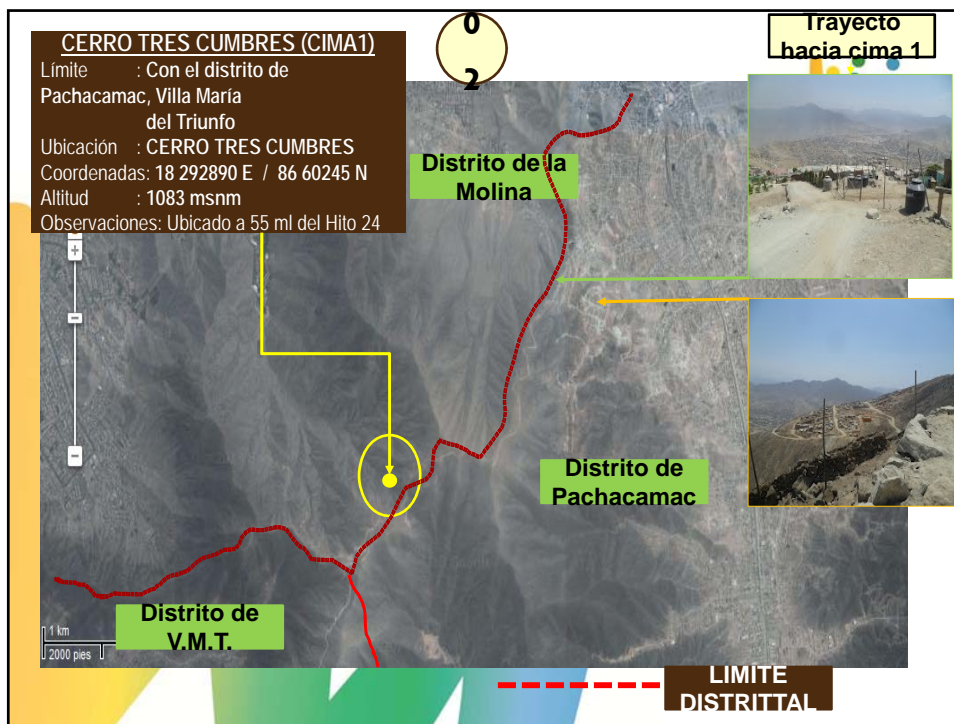 CERRO TRES CUMBRES (CIMA1)
Límite : Con el distrito de
Pachacamac, Villa María
del Triunfo
Ubicación : CERRO TRES CUMBRES
Coordenadas: 18 292890 E / 86 60245 N
Altitud : 1083 msnm
Observaciones: Ubicado a 55 ml del Hito 24
0
2
Trayecto
hacia cima 1
Distrito de la
Molina
Distrito de
Pachacamac
Distrito de
V.M.T.
1 km
2000 pies
LIMITE
DISTRITTAL